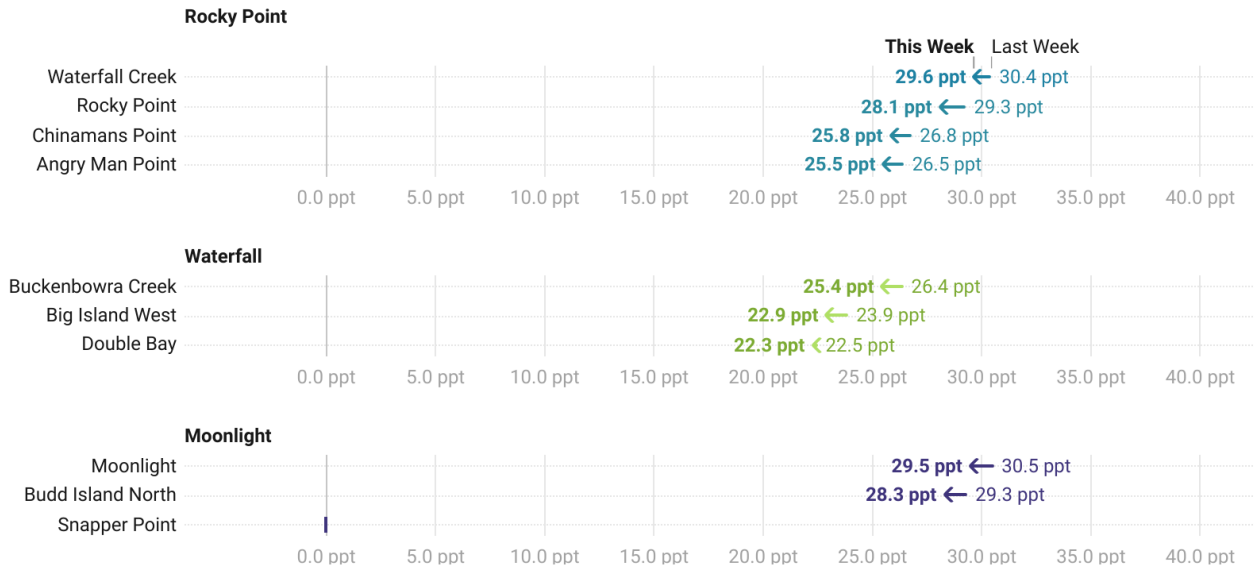 Rocky Point
This Week Last Week
Waterfall Creek 29.6 ppt 30.4 ppt
Rocky Point 28.1 ppt 29.3 ppt
Chinamans Point 25.8 ppt 26.8 ppt
Angry Man Point 25.5 ppt 26.5 ppt
0.0 ppt 5.0 ppt 10.0 ppt 15.0 ppt 20.0 ppt 25.0 ppt 30.0 ppt 35.0 ppt 40.0 ppt
Waterfall
Buckenbowra Creek 25.4 ppt 26.4 ppt
Big Island West 22.9 ppt 23.9 ppt
Double Bay 22.3 ppt 22.5 ppt
0.0 ppt 5.0 ppt 10.0 ppt 15.0 ppt 20.0 ppt 25.0 ppt 30.0 ppt 35.0 ppt 40.0 ppt
Moonlight
Moonlight 29.5 ppt 30.5 ppt
Budd Island North 28.3 ppt 29.3 ppt
Snapper Point
0.0 ppt 5.0 ppt 10.0 ppt 15.0 ppt 20.0 ppt 25.0 ppt 30.0 ppt 35.0 ppt 40.0 ppt